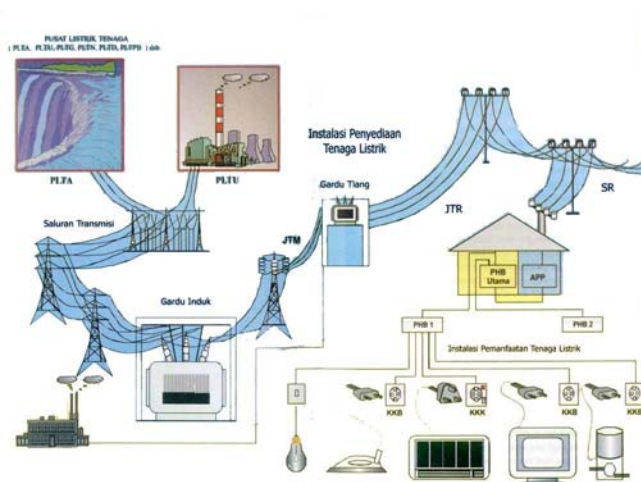 PUSAT LISTRIK TENAGA
( PLTA, PLTU, PLTG, PLTN, PLTD, PLTPB ) dsb
PLTA
PLTU
Instalasi Penyediaan
Tenaga Listrik
Gardu Tiang
Saluran Transmisi
JTM
JTR
SR
Gardu Induk
PHB
Utama
APP
PHB 1
PHB 2
Instalasi Pemanfaatan Tenaga Listrik
KKB
KKK
KKB
KKB